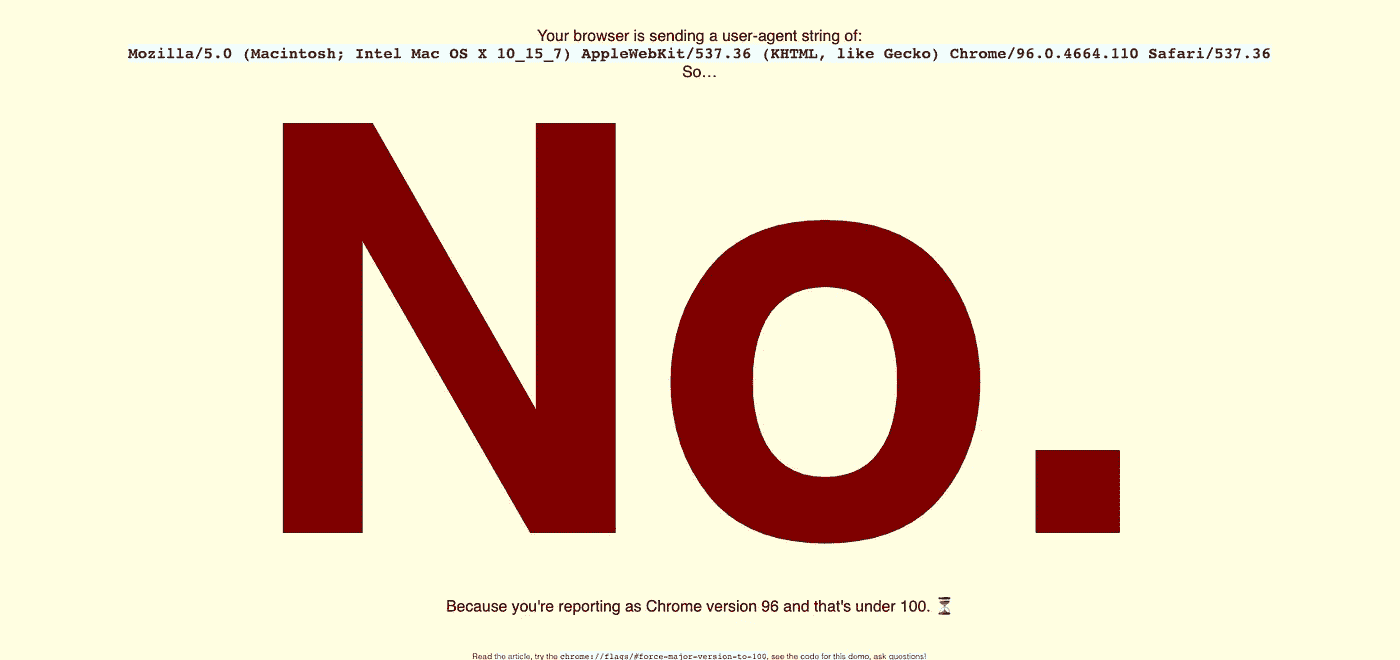 Your browser is sending a user-agent string of:
Mozilla/5.0 (Macintosh; Intel Mac OS X 10_15_7) AppleWebKit/537.36 (KHTML, like Gecko) Chrome/96.0.4664.110 Safari/537.36
So…
No.
Because you're reporting as Chrome version 96 and that's under 100. ⏳
Read the article, try the chrome://flags/#force-major-version-to-100, see the code for this demo, ask questions!